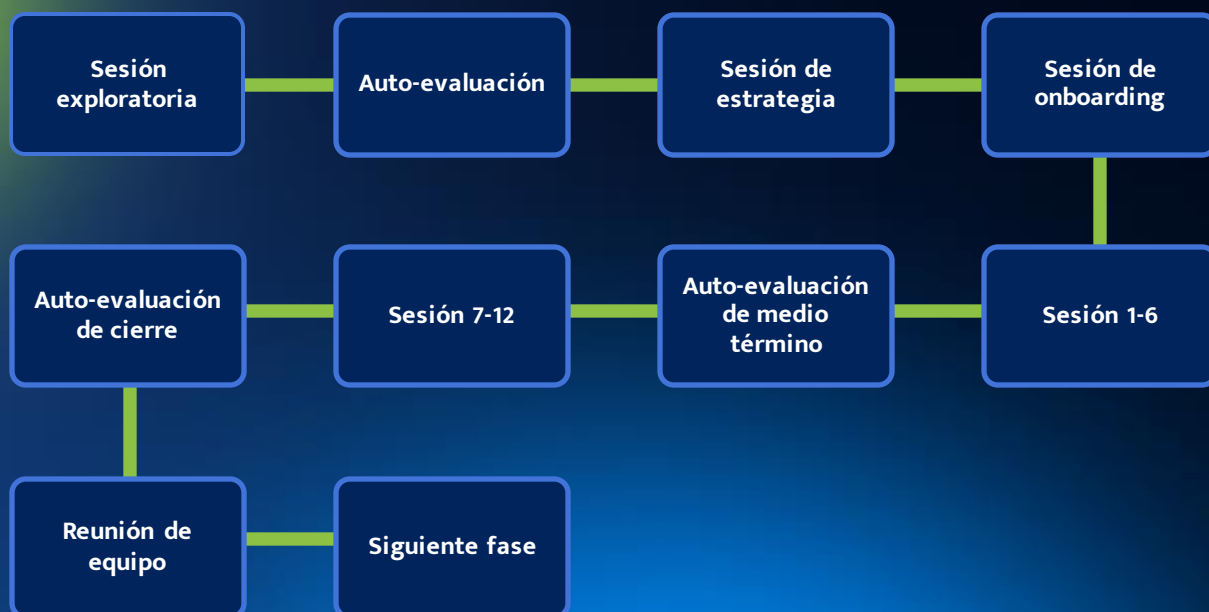 Sesión
exploratoria
Auto-evaluación
Sesión de
estrategia
Sesión de
onboarding
Auto-evaluación
de cierre
Sesión 7-12
Auto-evaluación
de medio
término
Sesión 1-6
Reunión de
equipo
Siguiente fase